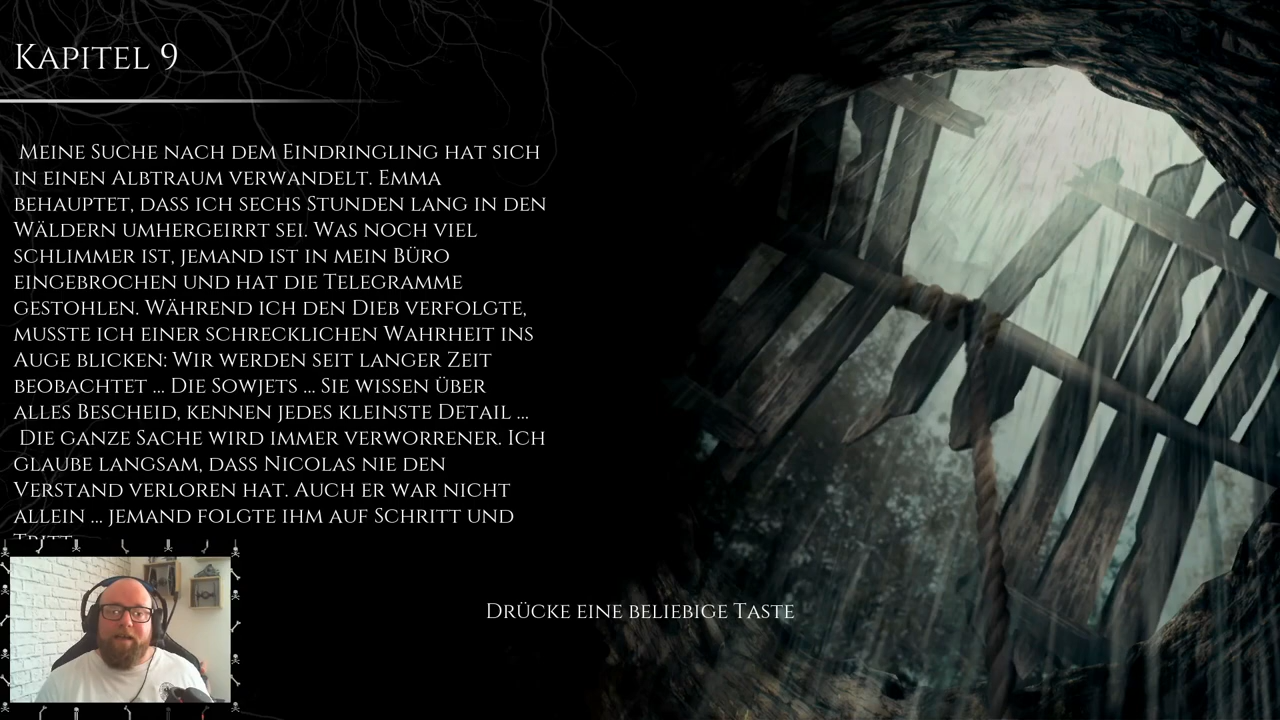 Kapitel 9
Meine Suche nach dem Eindringling hat sich
in einen Albtraum verwandelt. Emma
behauptet, dass ich sechs Stunden lang in den
Wäldern umhergeirrt sei. Was noch viel
schlimmer ist, jemand ist in mein Büro
eingebrochen und hat die Telegramme
gestohlen. Während ich den Dieb verfolgte,
musste ich einer schrecklichen Wahrheit ins
Auge blicken: Wir werden seit langer Zeit
beobachtet ... Die Sowjets ... Sie wissen über
alles Bescheid, kennen jedes kleinste Detail ...
Die ganze Sache wird immer verworrener. Ich
glaube langsam, dass Nicolas nie den
Verstand verloren hat. Auch er war nicht
allein ... jemand folgte ihm auf Schritt und
Drücke eine beliebige Taste